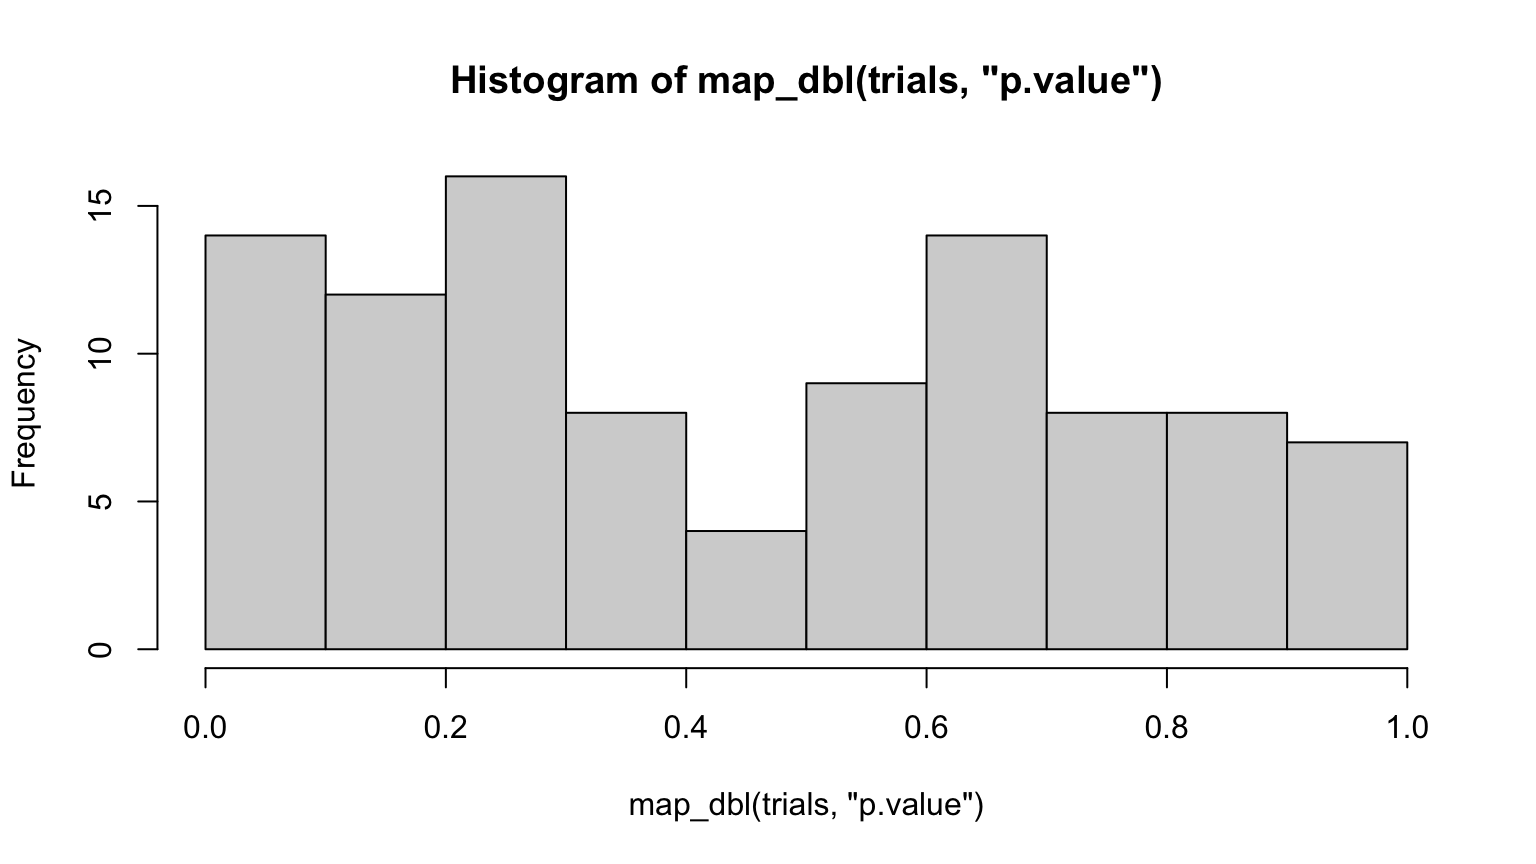 Histogram of map_dbl(trials, "p.value")
Frequency
15
10
5
0
0.0 0.2 0.4 0.6 0.8 1.0
map_dbl(trials, "p.value")